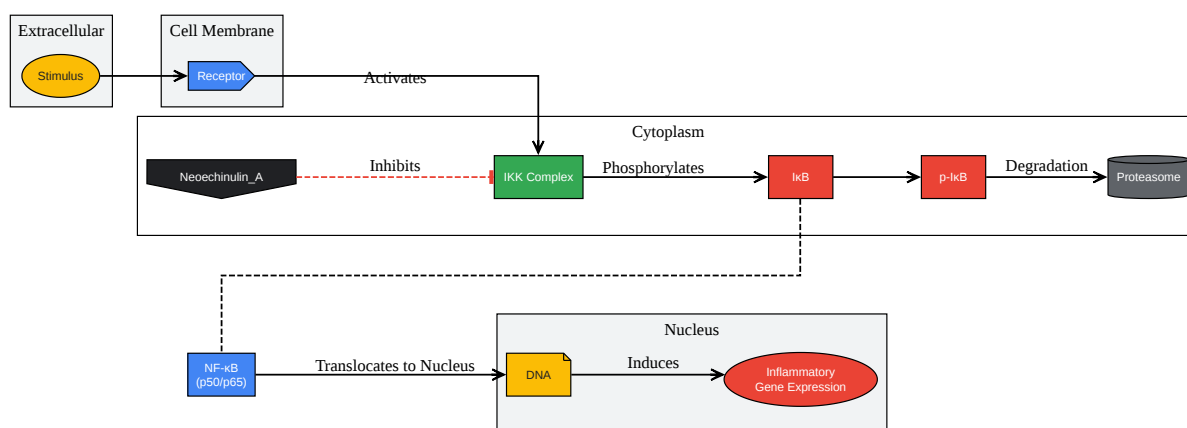 Extracellular
Cell Membrane
Stimulus
Receptor
Activates
Cytoplasm
Neoechinulin_A
Inhibits
IKK Complex
Phosphorylates
IκB
p-IκB
Degradation
Proteasome
Nucleus
NF-κB
(p50/p65)
Translocates to Nucleus
DNA
Induces
Inflammatory
Gene Expression